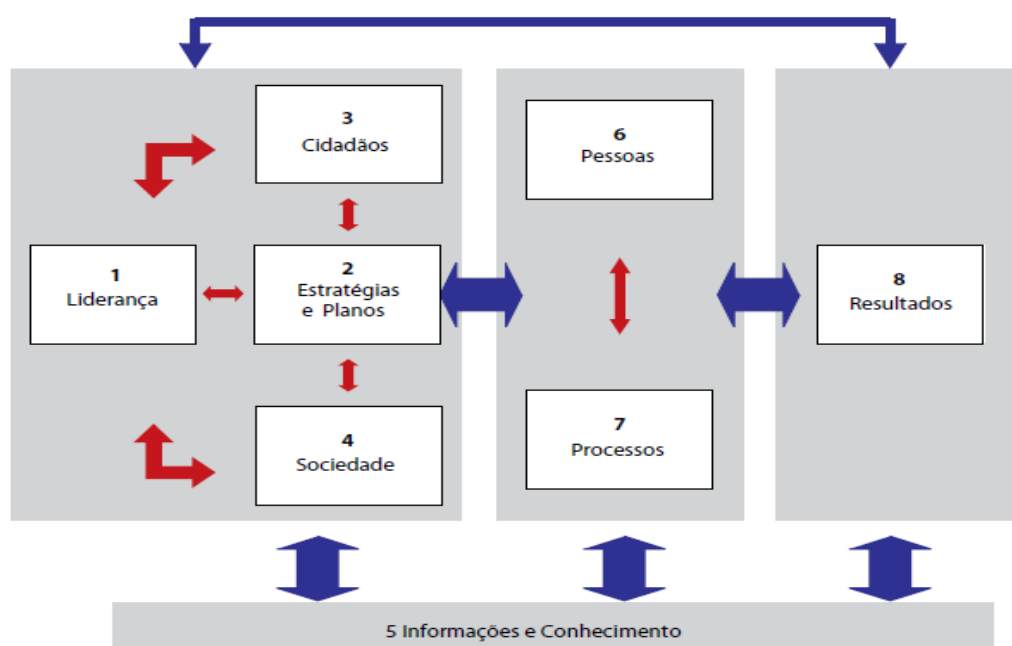 3
Cidadãos
6
Pessoas
1
Liderança
2
Estratégias
e Planos
8
Resultados
4
Sociedade
7
Processos
5 Informações e Conhecimento